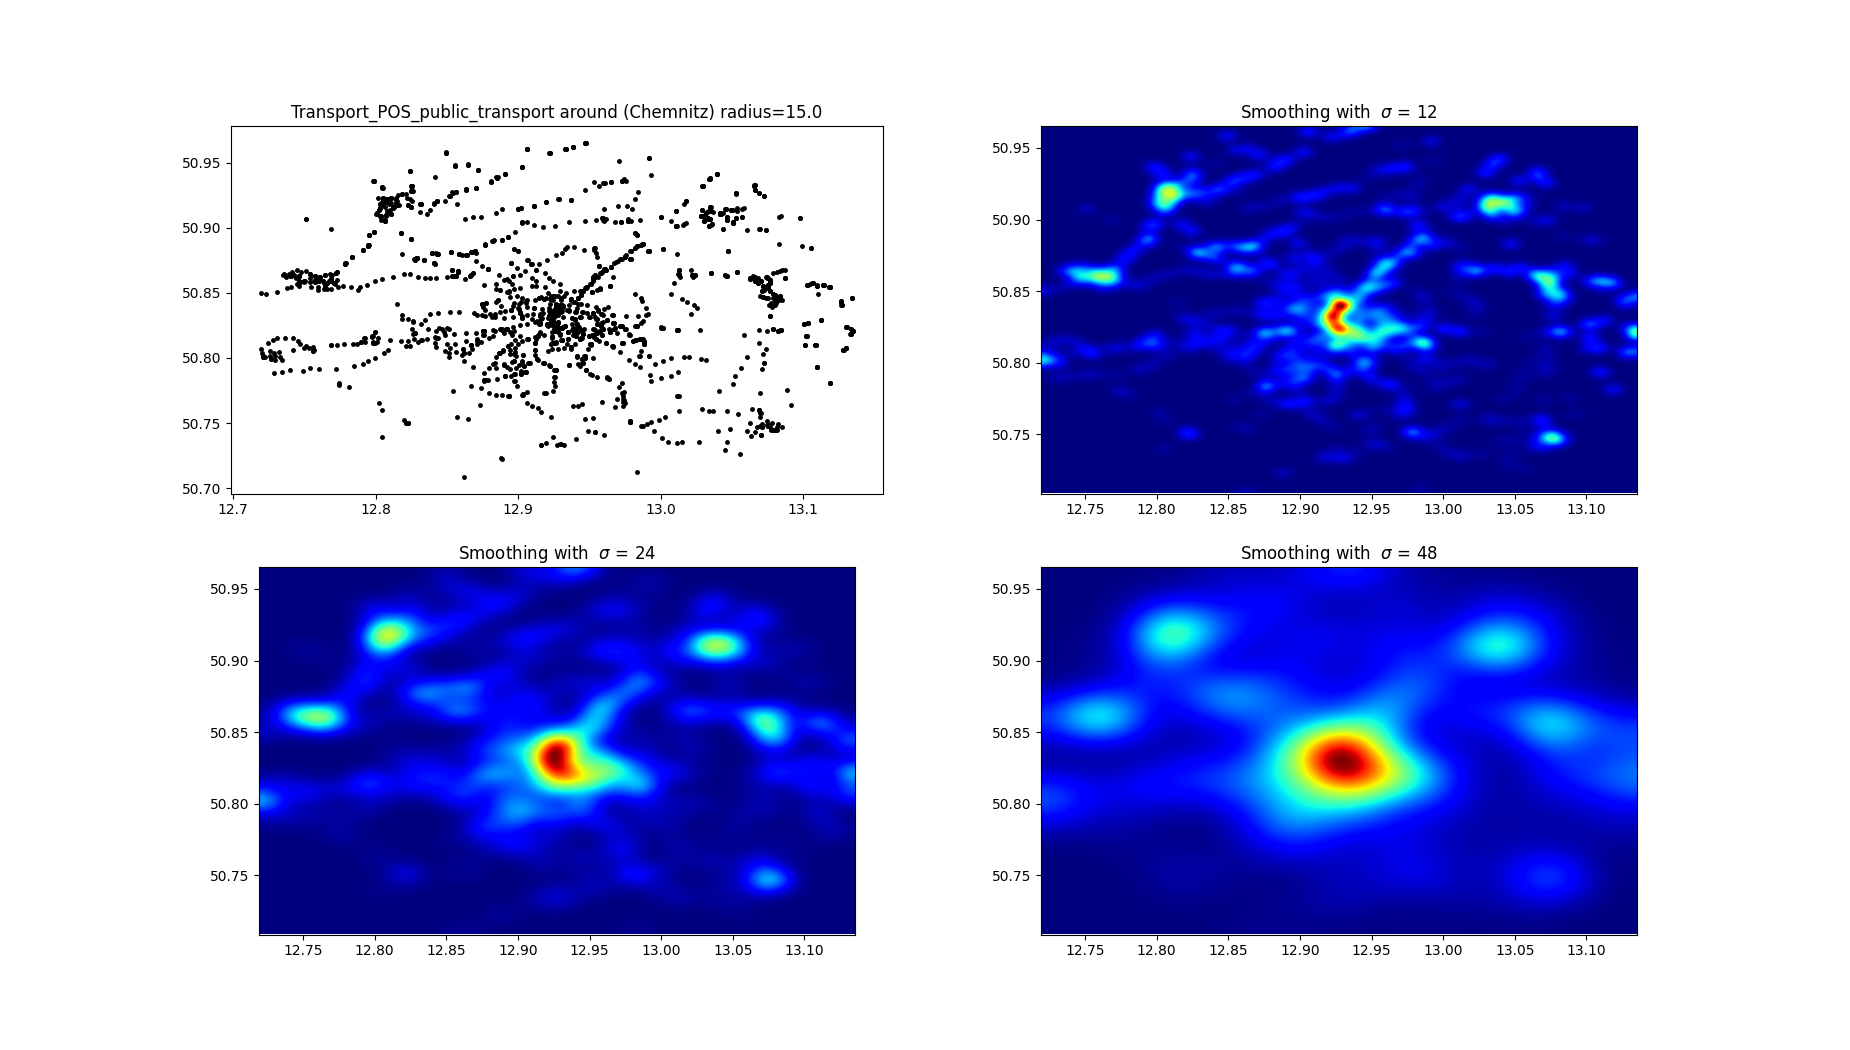 Transport_POS_public_transport around (Chemnitz) radius=15.0
50.95
50.90
50.85
50.80
50.75
50.70
12.7 12.8 12.9 13.0 13.1
Smoothing with σ = 12
50.95
50.90
50.85
50.80
50.75
12.75 12.80 12.85 12.90 12.95 13.00 13.05 13.10
Smoothing with σ = 24
50.95
50.90
50.85
50.80
50.75
12.75 12.80 12.85 12.90 12.95 13.00 13.05 13.10
Smoothing with σ = 48
50.95
50.90
50.85
50.80
50.75
12.75 12.80 12.85 12.90 12.95 13.00 13.05 13.10